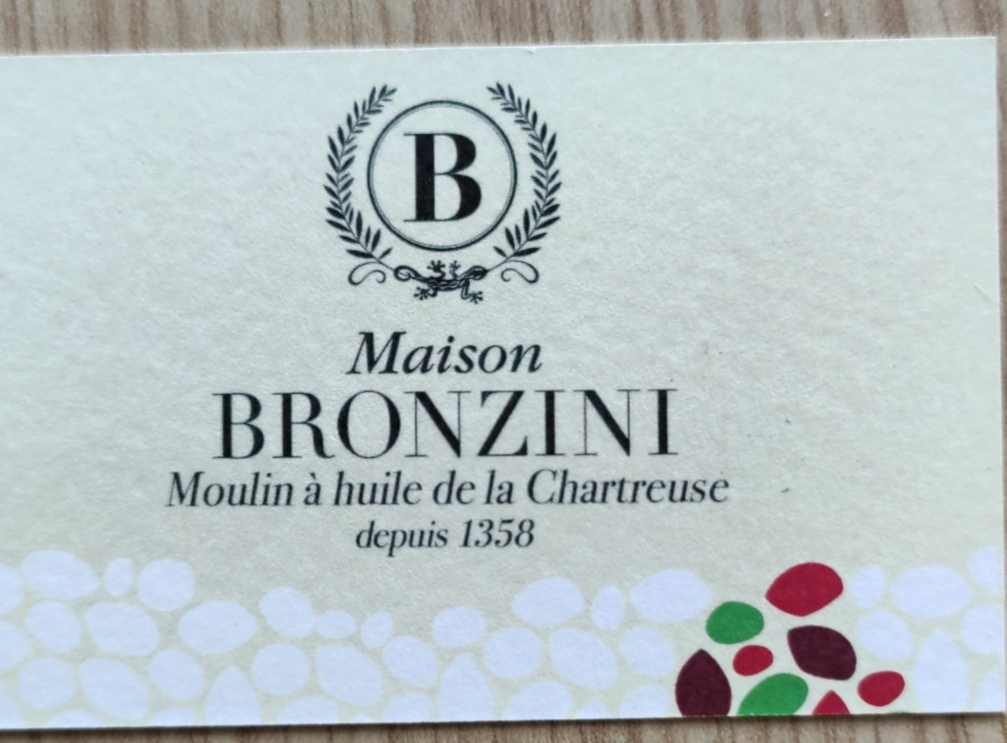 B
Maison
BRONZINI
Moulin à huile de la Chartreuse
depuis 1358